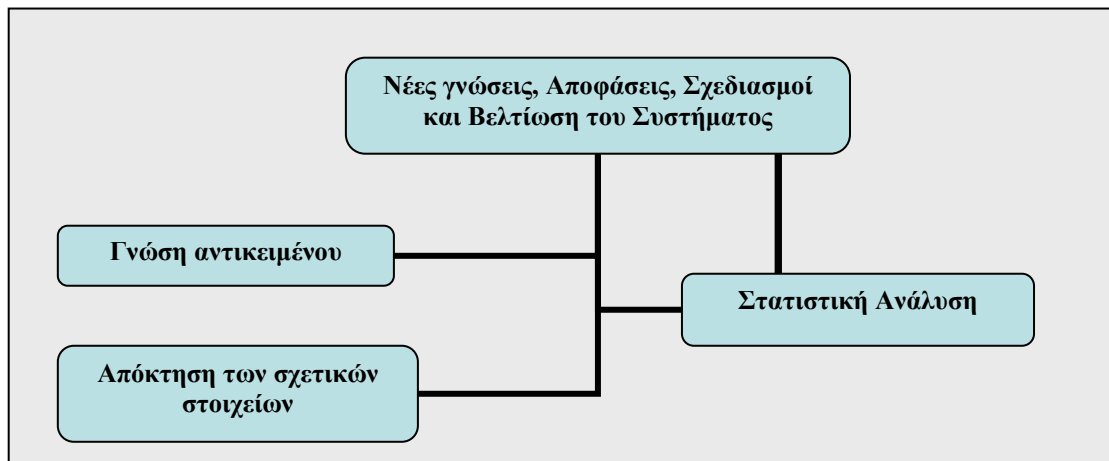 Νέες γνώσεις, Αποφάσεις, Σχεδιασμοί
και Βελτίωση του Συστήματος
Γνώση αντικειμένου
Στατιστική Ανάλυση
Απόκτηση των σχετικών
στοιχείων